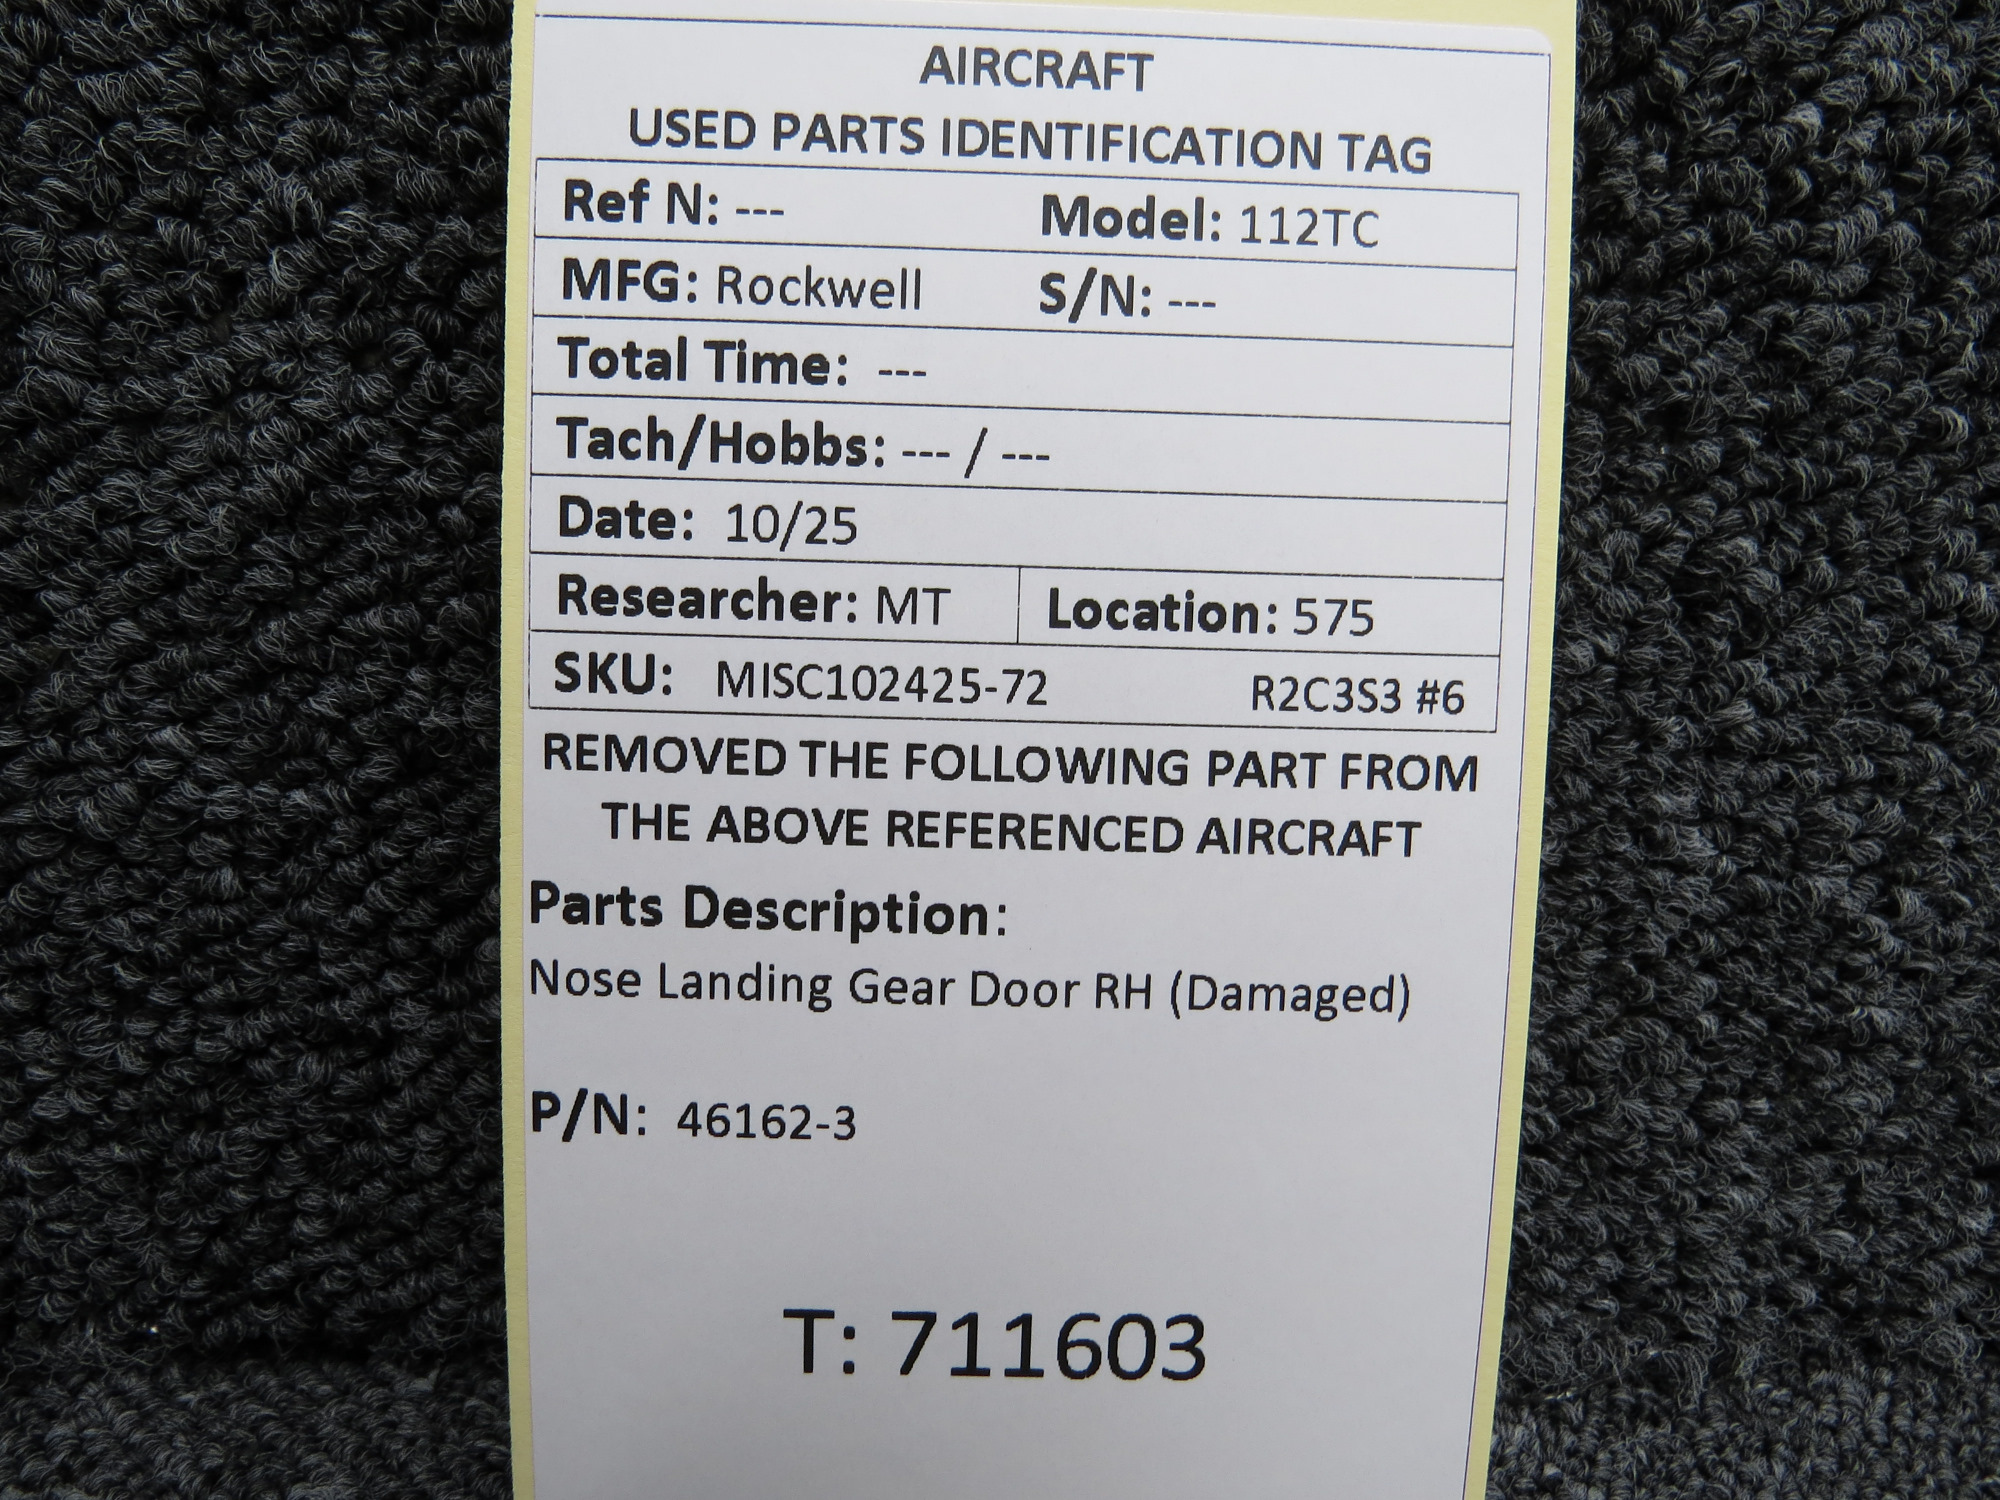 AIRCRAFT
USED PARTS IDENTIFICATION TAG
Ref N: --- Model: 112TC
MFG: Rockwell S/N: ---
Total Time: ---
Tach/Hobbs: --- / ---
Date: 10/25
Researcher: MT Location: 575
SKU: MISC102425-72 R2C3S3 #6
REMOVED THE FOLLOWING PART FROM
THE ABOVE REFERENCED AIRCRAFT
Parts Description:
Nose Landing Gear Door RH (Damaged)
P/N: 46162-3
T: 711603